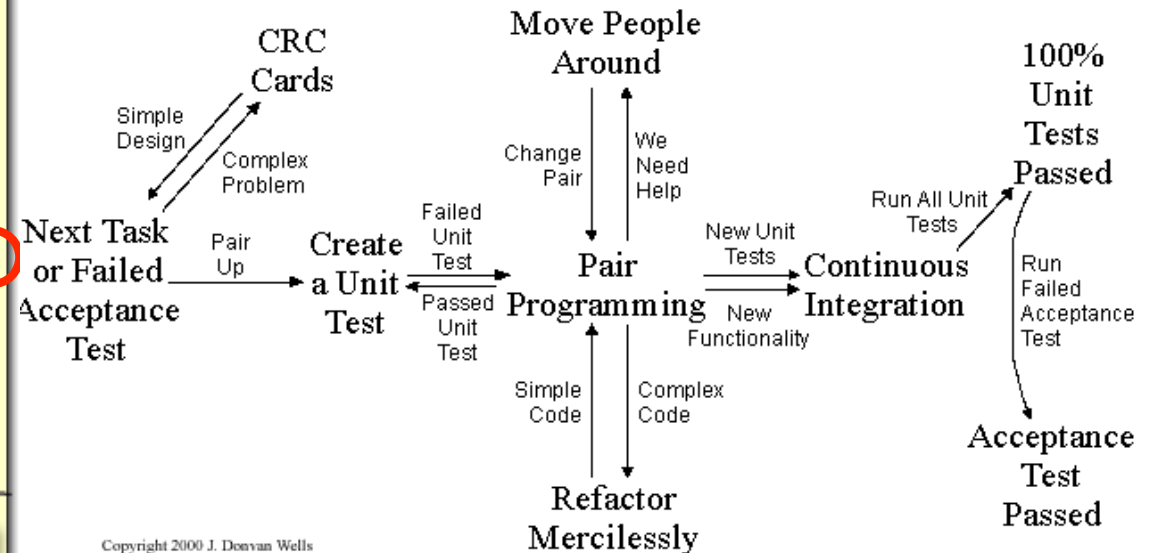 CRC
Cards
Simple
Design
Complex
Problem
Next Task
or Failed
Acceptance
Test
Pair
Up
Create
a Unit
Test
Failed
Unit
Test
Passed
Unit
Test
Move People
Around
Change
Pair
We
Need
Help
Pair
Programming
Simple
Code
Complex
Code
Refactor
Mercilessly
New Unit
Tests
New
Functionality
Continuous
Integration
Run All Unit
Tests
100%
Unit
Tests
Passed
Run
Failed
Acceptance
Test
Acceptance
Test
Passed
Copyright 2000 J. Donvan Wells